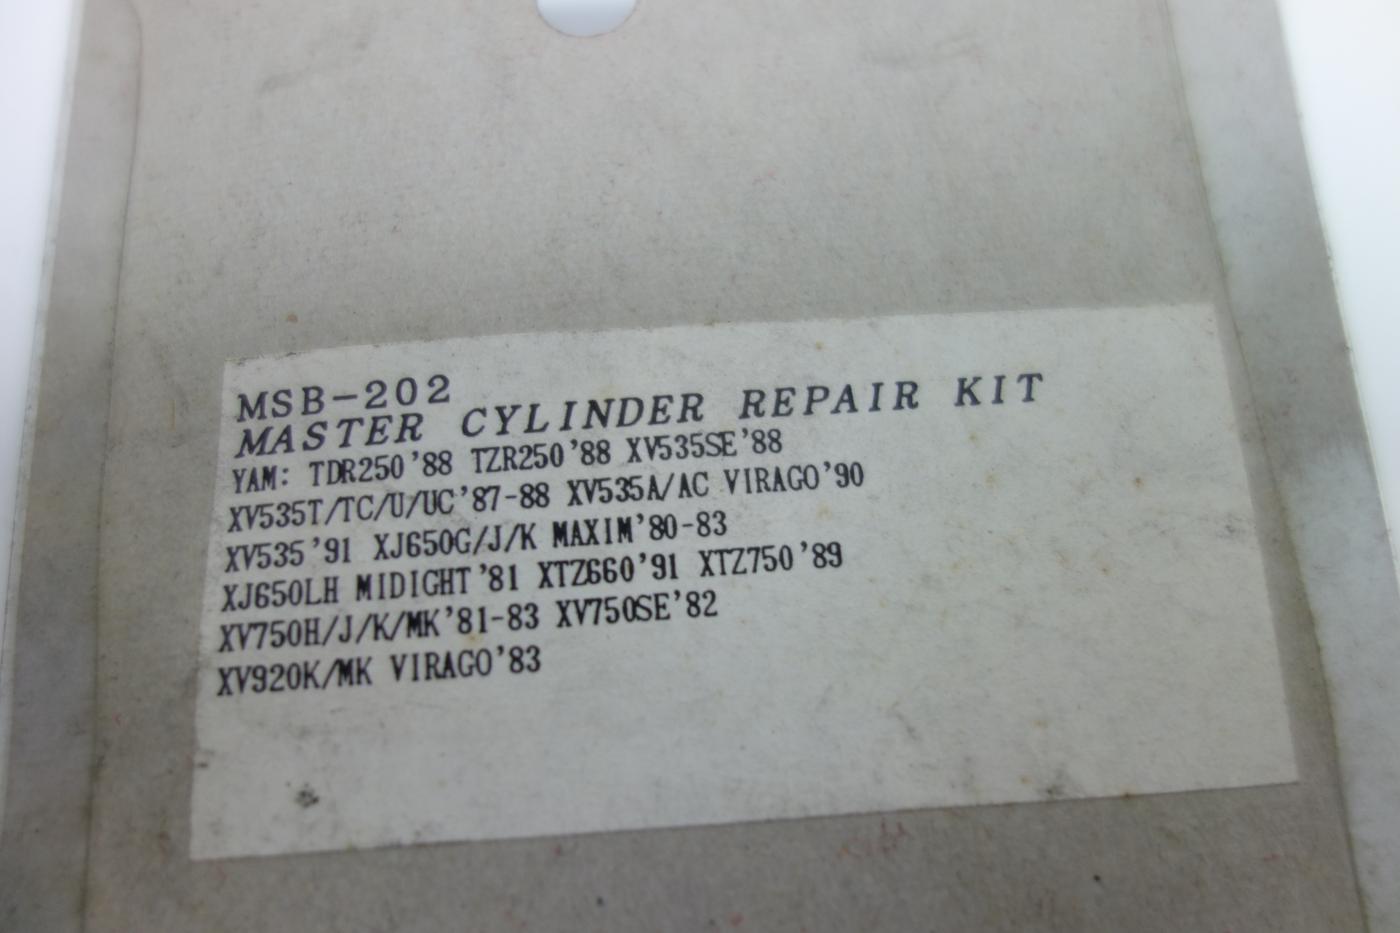 MSB-202
MASTER CYLINDER REPAIR KIT
YAM: TDR250'88 TZR250'88 XV535SE'88
XV535T/TC/U/UC'87-88 XV535A/AC VIRAGO'90
XV535'91 XJ650G/J/K MAXIM'80-83
XJ650LH MIDIGHT'81 XTZ660'91 XTZ750'89
XV750H/J/K/MK'81-83 XV750SE'82
XV920K/MK VIRAGO'83